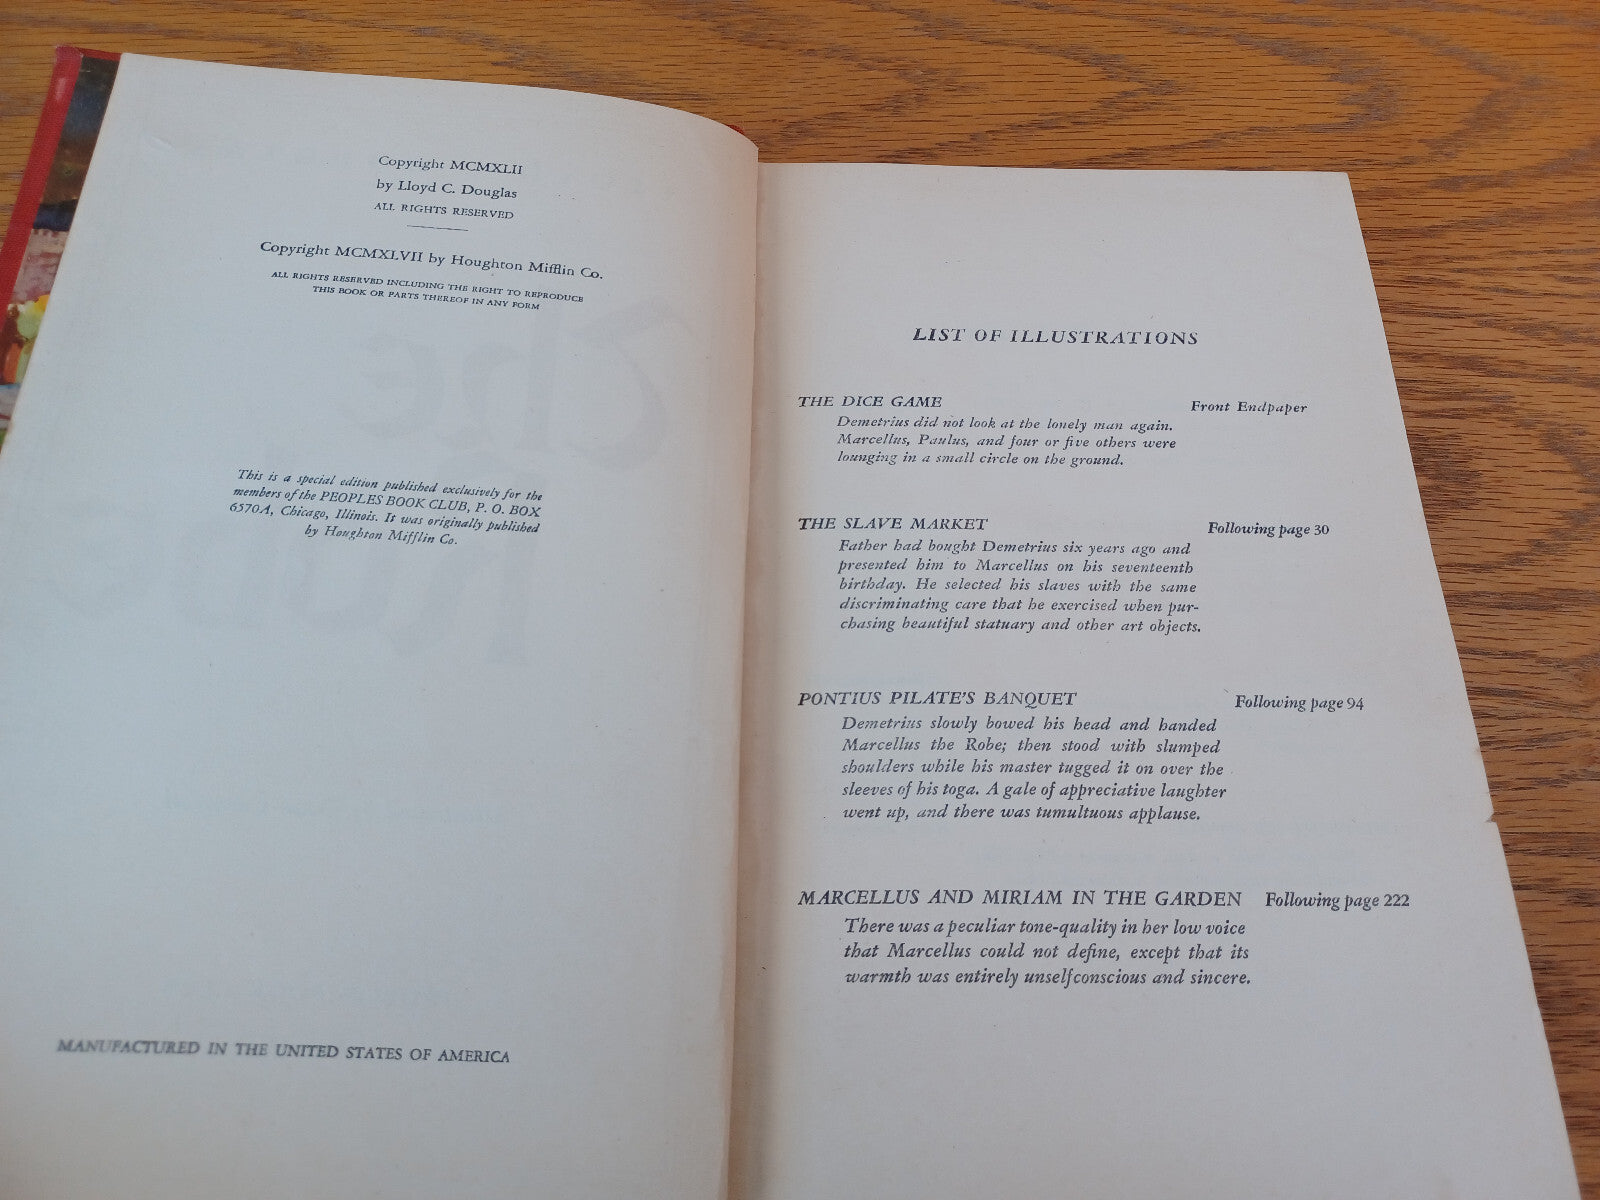 Copyright MCMXLII
by Lloyd C. Douglas
ALL RIGHTS RESERVED
Copyright MCMXLVII by Houghton Mifflin Co.
ALL RIGHTS RESERVED INCLUDING THE RIGHT TO REPRODUCE
THIS BOOK OR PARTS THEREOF IN ANY FORM
This is a special edition published exclusively for the
members of the PEOPLES BOOK CLUB, P. O. BOX
6570A, Chicago, Illinois. It was originally published
by Houghton Mifflin Co.
MANUFACTURED IN THE UNITED STATES OF AMERICA
LIST OF ILLUSTRATIONS
THE DICE GAME Front Endpaper
Demetrius did not look at the lonely man again.
Marcellus, Paulus, and four or five others were
lounging in a small circle on the ground.
THE SLAVE MARKET Following page 30
Father had bought Demetrius six years ago and
presented him to Marcellus on his seventeenth
birthday. He selected his slaves with the same
discriminating care that he exercised when pur-
chasing beautiful statuary and other art objects.
PONTIUS PILATE'S BANQUET Following page 94
Demetrius slowly bowed his head and handed
Marcellus the Robe; then stood with slumped
shoulders while his master tugged it on over the
sleeves of his toga. A gale of appreciative laughter
went up, and there was tumultuous applause.
MARCELLUS AND MIRIAM IN THE GARDEN Following page 222
There was a peculiar tone-quality in her low voice
that Marcellus could not define, except that its
warmth was entirely unselfconscious and sincere.